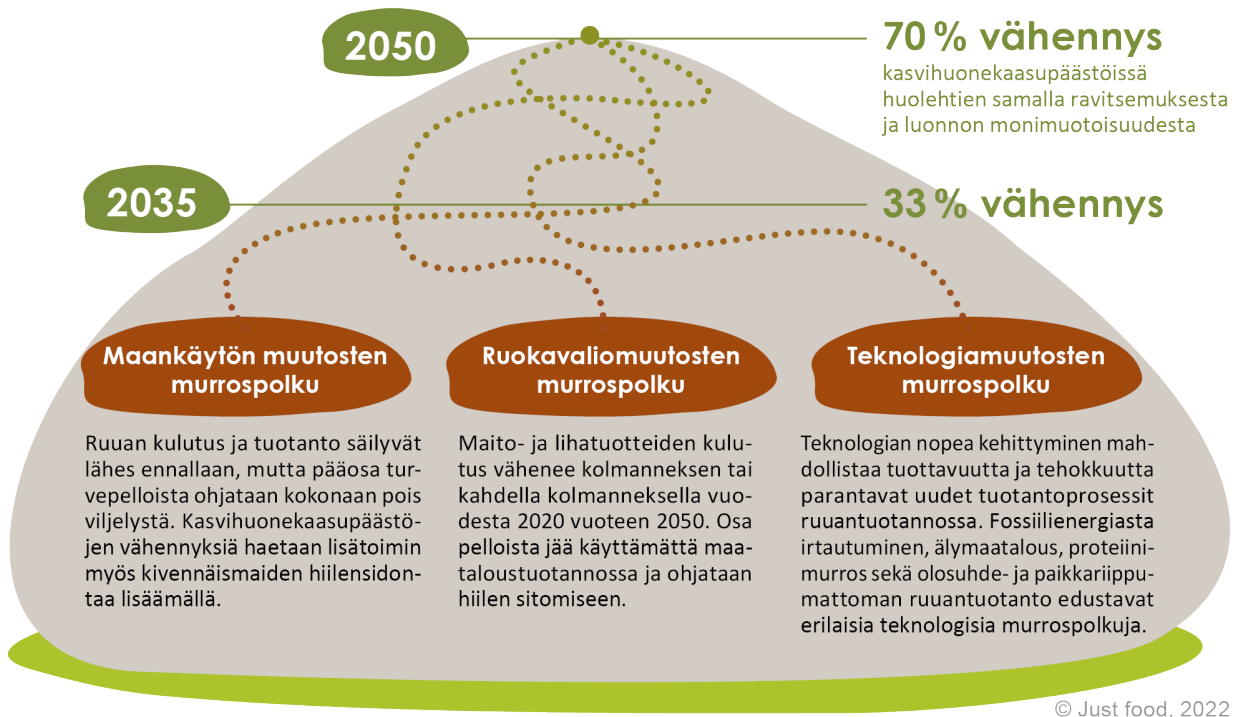 2050
70 % vähennys
kasvihuonekaasupäästöissä
huolehtien samalla ravitsemuksesta
ja luonnon monimuotoisuudesta
2035
33 % vähennys
Maankäytön muutosten
murrospolku
Ruuan kulutus ja tuotanto säilyvät
lähes ennallaan, mutta pääosa tur-
vepelloista ohjataan kokonaan pois
viljelystä. Kasvihuonekaasupäästö-
jen vähennyksiä haetaan lisätoimin
myös kivennäismaiden hiilensidon-
taa lisäämällä.
Ruokavaliomuutosten
murrospolku
Maito- ja lihatuotteiden kulu-
tus vähenee kolmanneksen tai
kahdella kolmanneksella vuo-
desta 2020 vuoteen 2050. Osa
pelloista jää käyttämättä maa-
taloustuotannossa ja ohjataan
hiilen sitomiseen.
Teknologiamuutosten
murrospolku
Teknologian nopea kehittyminen mah-
dollistaa tuottavuutta ja tehokkuutta
parantavat uudet tuotantoprosessit
ruuantuotannossa. Fossiilienergiasta
irtautuminen, älymaatalous, proteiini-
murros sekä olosuhde- ja paikkariippu-
mattoman ruuantuotanto edustavat
erilaisia teknologisia murrospolkuja.
© Just food. 2022